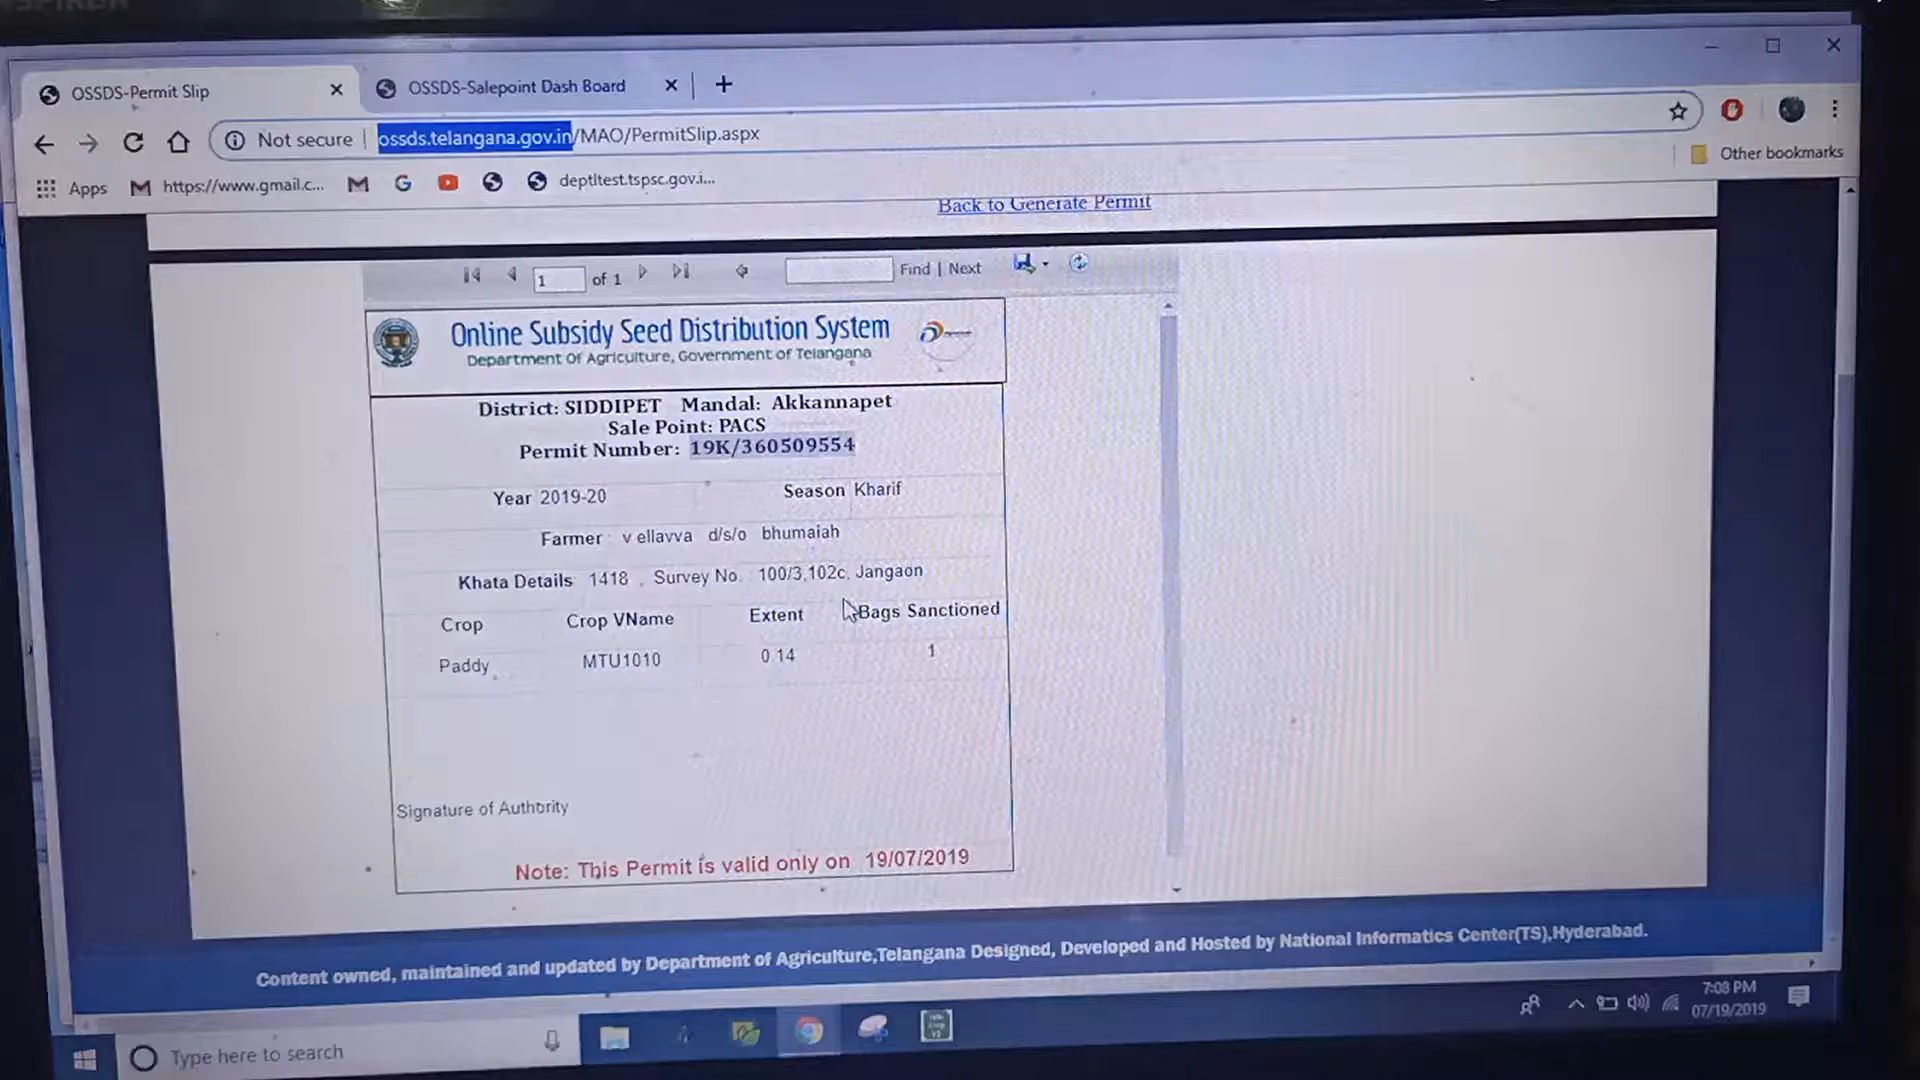 OSSDS-Permit Slip
OSSDS-Salepoint Dash Board
Not secure | ossds.telangana.gov.in/MAO/PermitSlip.aspx
Apps
https://www.gmail.c...
deptltest.tspsc.gov.i...
Other bookmarks
Back to Generate Permit
1 of 1
Find | Next
Online Subsidy Seed Distribution System
Department Of Agriculture, Government of Telangana
District: SIDDIPET Mandal: Akkannapet
Sale Point: PACS
Permit Number: 19K/360509554
Year 2019-20 Season Kharif
Farmer v ellavva d/s/o bhumaiah
Khata Details 1418 , Survey No. 100/3,102c, Jangaon
Crop Crop VName Extent Bags Sanctioned
Paddy MTU1010 0 14 1
Signature of Authority
Note: This Permit is valid only on 19/07/2019
Content owned, maintained and updated by Department of Agriculture,Telangana Designed, Developed and Hosted by National Informatics Center(TS),Hyderabad.
Type here to search
7:08 PM
07/19/2019